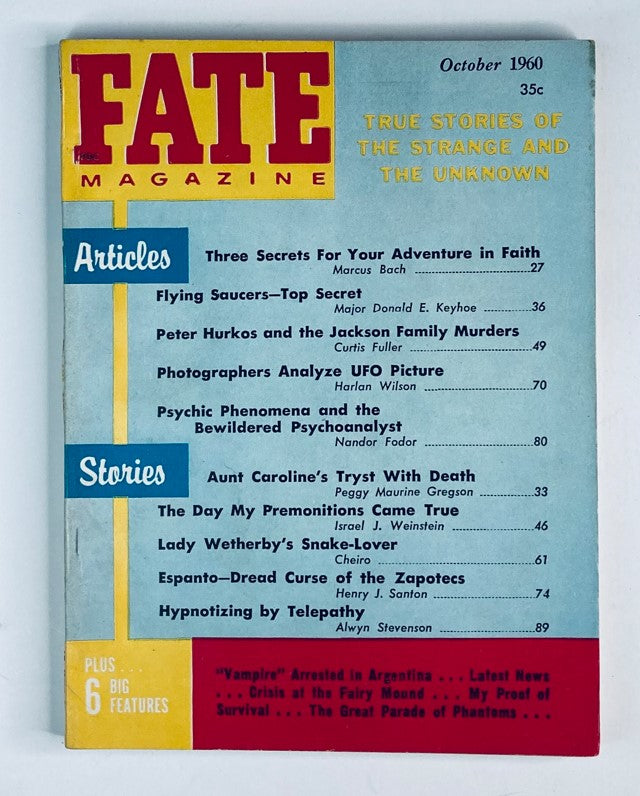 FATE
MAGAZINE
October 1960
35c
TRUE STORIES OF
THE STRANGE AND
THE UNKNOWN
Articles
Three Secrets For Your Adventure in Faith
Marcus Bach ..............................27
Flying Saucers—Top Secret
Major Donald E. Keyhoe ............36
Peter Hurkos and the Jackson Family Murders
Curtis Fuller ..............................49
Photographers Analyze UFO Picture
Harlan Wilson ...........................70
Psychic Phenomena and the
Bewildered Psychoanalyst
Nandor Fodor ...........................80
Stories
Aunt Caroline's Tryst With Death
Peggy Maurine Gregson .............33
The Day My Premonitions Came True
Israel J. Weinstein ......................46
Lady Wetherby's Snake-Lover
Cheiro .......................................61
Espanto—Dread Curse of the Zapotecs
Henry J. Santon .........................74
Hypnotizing by Telepathy
Alwyn Stevenson ........................89
PLUS . . .
6 BIG
FEATURES
"Vampire" Arrested in Argentina . . . Latest News
. . . Crisis at the Fairy Mound . . . My Proof of
Survival . . . The Great Parade of Phantoms . . .